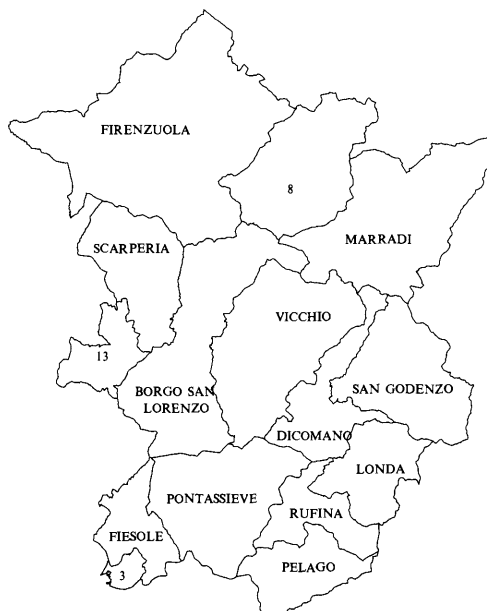 FIRENZUOLA
8
SCARPERIA
MARRADI
VICCHIO
13
BORGO SAN
LORENZO
SAN GODENZO
DICOMANO
LONDA
PONTASSIEVE
RUFINA
FIESOLE
PELAGO
3